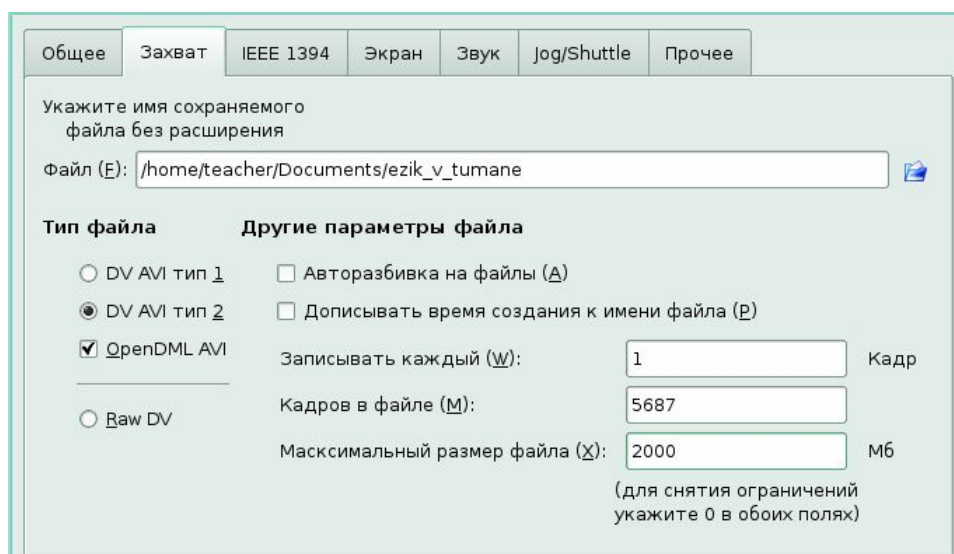 Общее Захват IEEE 1394 Экран Звук Jog/Shuttle Прочее
Укажите имя сохраняемого
файла без расширения
Файл (F): /home/teacher/Documents/ezik_v_tumane
Тип файла Другие параметры файла
DV AVI тип 1 Авторазбивка на файлы (A)
DV AVI тип 2 Дописывать время создания к имени файла (P)
OpenDML AVI Записывать каждый (W): 1 Кадр
Кадров в файле (M): 5687
Raw DV
Масксимальный размер файла (X): 2000 Мб
(для снятия ограничений
укажите 0 в обоих полях)